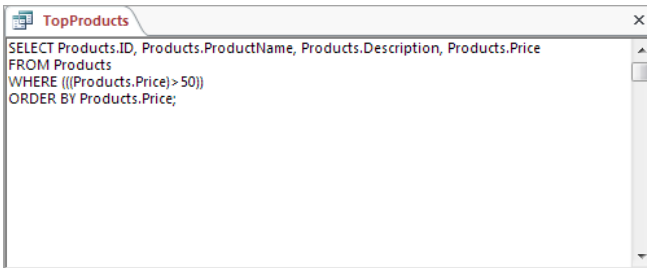 TopProducts
SELECT Products.ID, Products.ProductName, Products.Description, Products.Price
FROM Products
WHERE (((Products.Price)>50))
ORDER BY Products.Price;